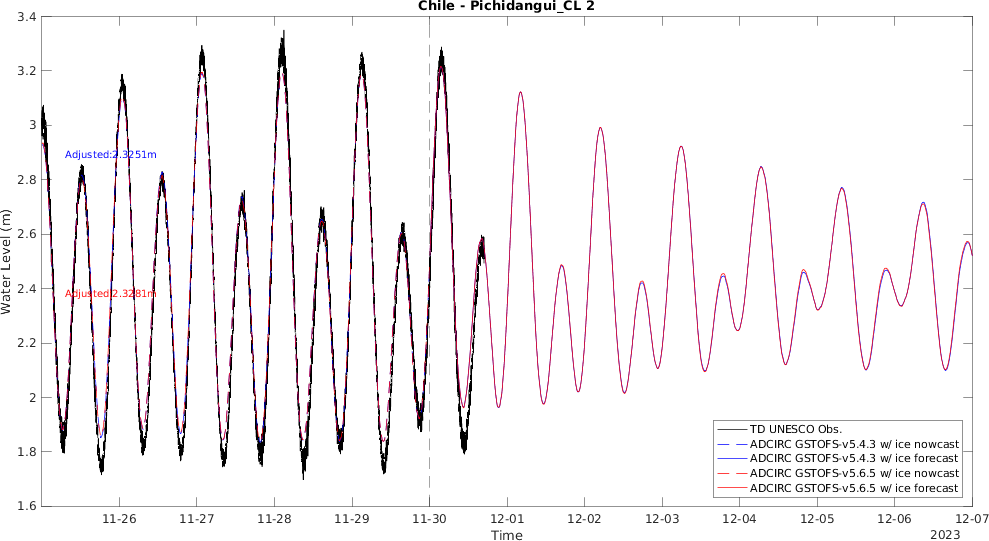 Chile - Pichidangui_CL 2
3.4
3.2
3
2.8
2.6
2.4
2.2
2
1.8
1.6
Water Level (m)
Adjusted:2.3251m
Adjusted:2.3281m
TD UNESCO Obs.
ADCIRC GSTOFS-v5.4.3 w/ ice nowcast
ADCIRC GSTOFS-v5.4.3 w/ ice forecast
ADCIRC GSTOFS-v5.6.5 w/ ice nowcast
ADCIRC GSTOFS-v5.6.5 w/ ice forecast
11-26 11-27 11-28 11-29 11-30 12-01 12-02 12-03 12-04 12-05 12-06 12-07
Time
2023